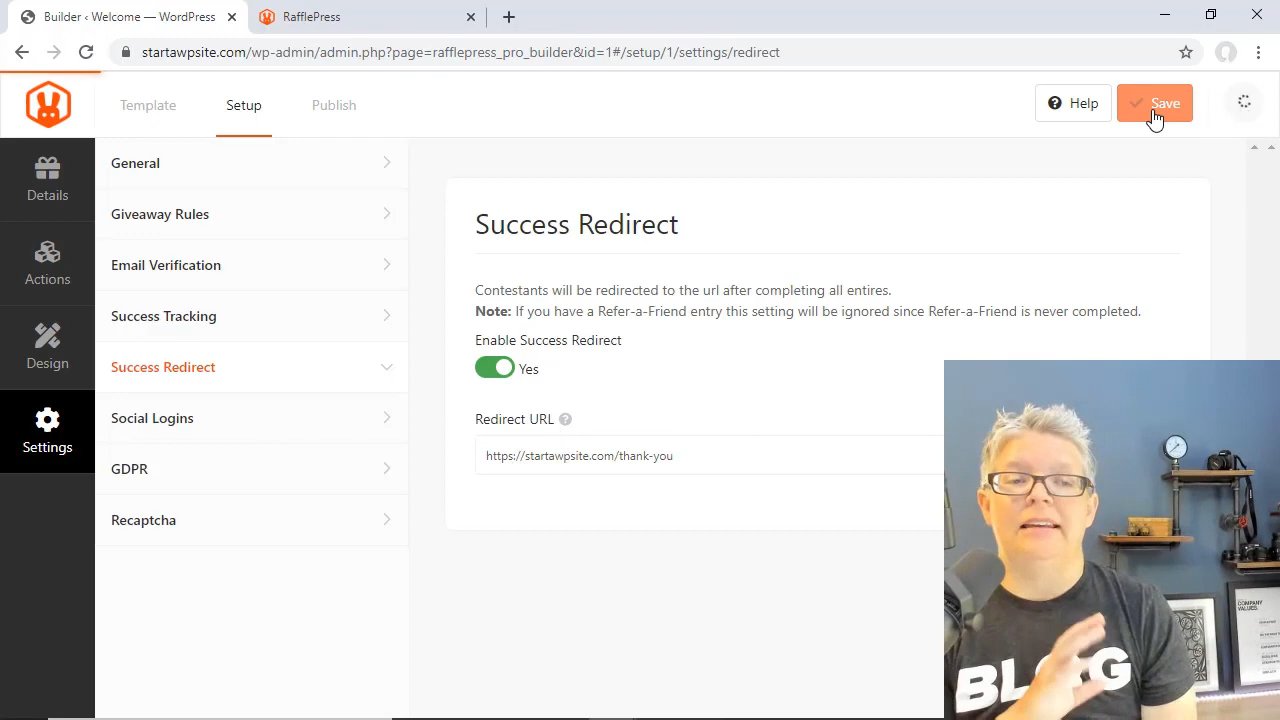 Builder ‹ Welcome — WordPress
RafflePress
startawpsite.com/wp-admin/admin.php?page=rafflepress_pro_builder&id=1#/setup/1/settings/redirect
Template
Setup
Publish
Help
Save
Details
Actions
Design
Settings
General
Giveaway Rules
Email Verification
Success Tracking
Success Redirect
Social Logins
GDPR
Recaptcha
Success Redirect
Contestants will be redirected to the url after completing all entires.
Note: If you have a Refer-a-Friend entry this setting will be ignored since Refer-a-Friend is never completed.
Enable Success Redirect
Yes
Redirect URL
https://startawpsite.com/thank-you
COMPANY
VALUES.
BLOG